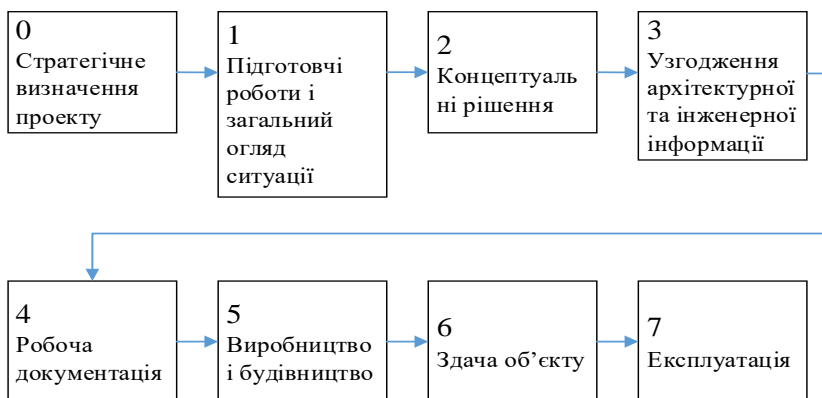 0
Стратегічне
визначення
проекту
1
Підготовчі
роботи і
загальний
огляд
ситуації
2
Концептуаль
ні рішення
3
Узгодження
архітектурної
та інженерної
інформації
4
Робоча
документація
5
Виробництво
і будівництво
6
Здача об’єкту
7
Експлуатація